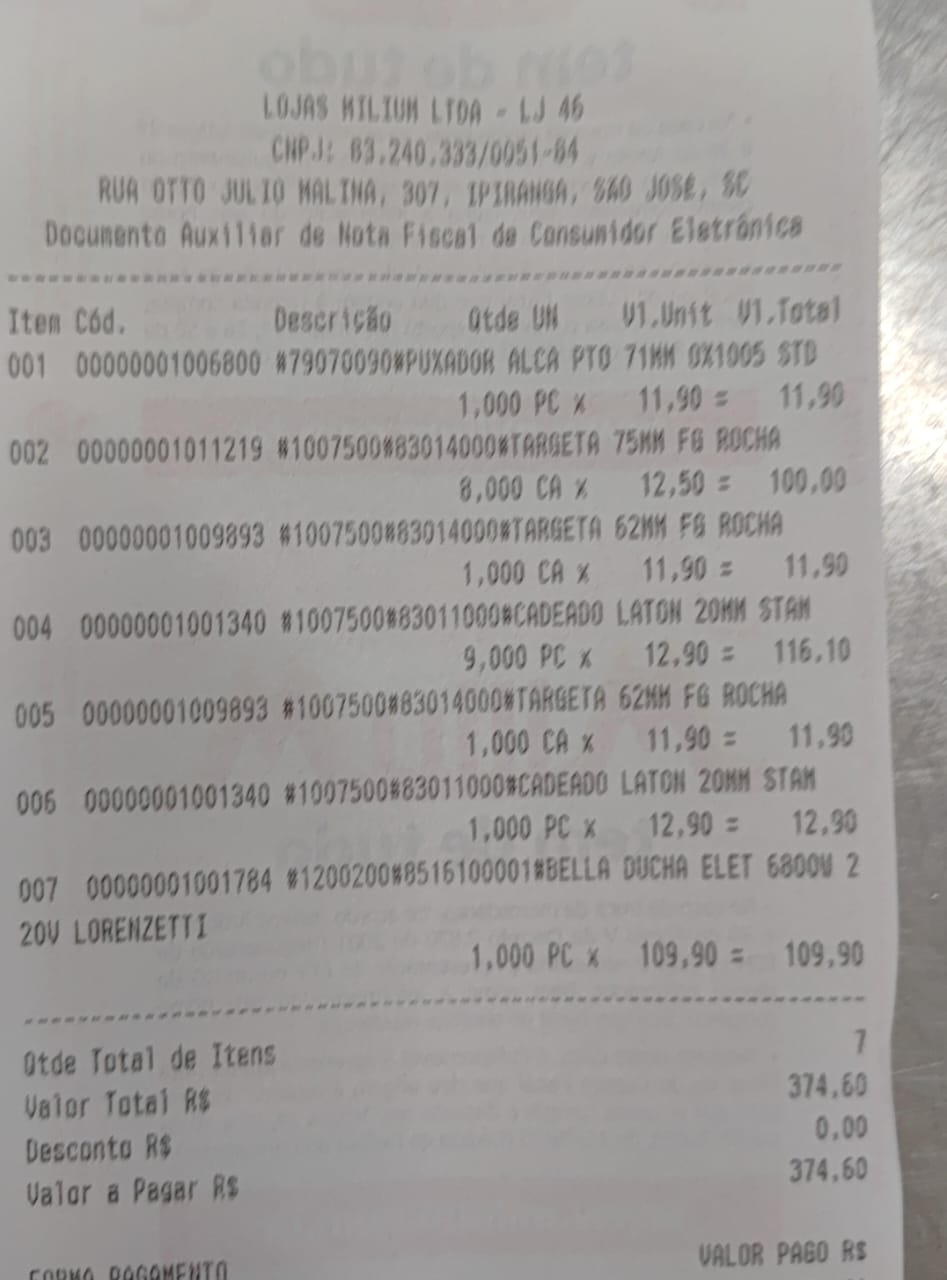 LOJAS MILIUM LTDA - LJ 46
CNPJ: 83.240.333/0051-84
RUA OTTO JULIO MALINA, 307, IPIRANGA, SÃO JOSÉ, SC
Documento Auxiliar de Nota Fiscal de Consumidor Eletrônica
Item Cód. Descrição Qtde UN Vl.Unit Vl.Total
001 00000001006800 #79070090#PUXADOR ALCA PTO 71MM OX1005 STD
1,000 PC x 11,90 = 11,90
002 00000001011219 #1007500#83014000#TARGETA 75MM FG ROCHA
8,000 CA x 12,50 = 100,00
003 00000001009893 #1007500#83014000#TARGETA 62MM FG ROCHA
1,000 CA x 11,90 = 11,90
004 00000001001340 #1007500#83011000#CADEADO LATON 20MM STAM
9,000 PC x 12,90 = 116,10
005 00000001009893 #1007500#83014000#TARGETA 62MM FG ROCHA
1,000 CA x 11,90 = 11,90
006 00000001001340 #1007500#83011000#CADEADO LATON 20MM STAM
1,000 PC x 12,90 = 12,90
007 00000001001784 #1200200#8516100001#BELLA DUCHA ELET 6800W 2
20V LORENZETTI
1,000 PC x 109,90 = 109,90
Qtde Total de Itens 7
Valor Total R$ 374,60
Desconto R$ 0,00
Valor a Pagar R$ 374,60
FORMA PAGAMENTO VALOR PAGO R$